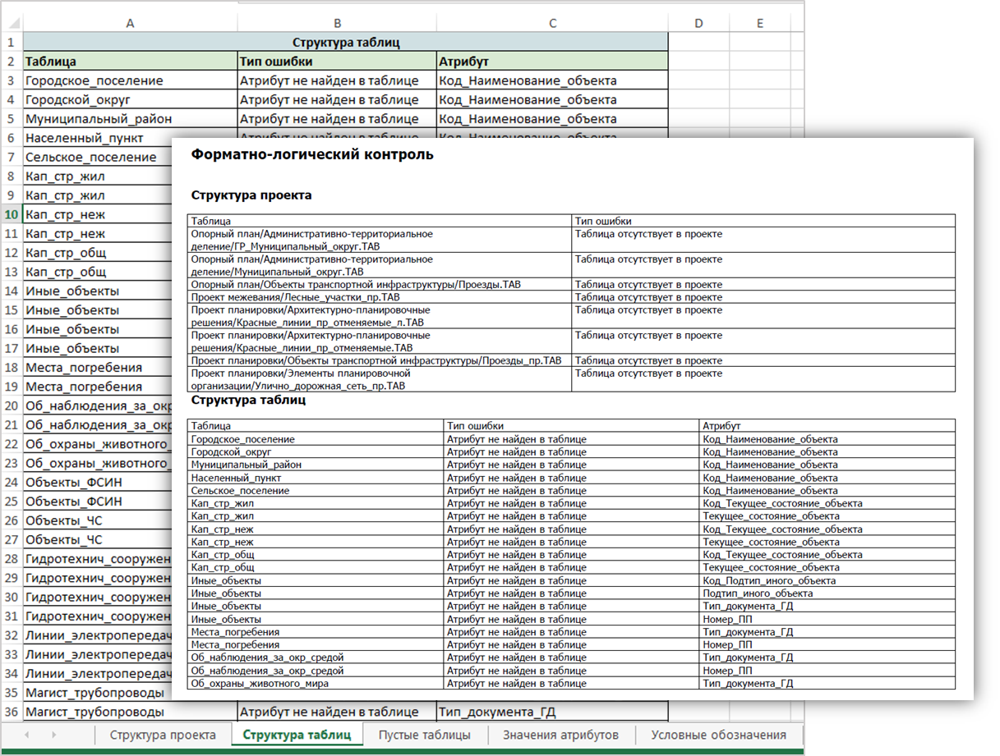 A B C D E
1 Структура таблиц
2 Таблица Тип ошибки Атрибут
3 Городское_поселение Атрибут не найден в таблице Код_Наименование_объекта
4 Городской_округ Атрибут не найден в таблице Код_Наименование_объекта
5 Муниципальный_район Атрибут не найден в таблице Код_Наименование_объекта
6 Населенный_пункт Атрибут не найден в таблице Код_Наименование_объекта
7 Сельское_поселение
8 Кап_стр_жил
9 Кап_стр_жил
10 Кап_стр_неж
11 Кап_стр_неж
12 Кап_стр_общ
13 Кап_стр_общ
14 Иные_объекты
15 Иные_объекты
16 Иные_объекты
17 Иные_объекты
18 Места_погребения
19 Места_погребения
20 Об_наблюдения_за_окр
21 Об_наблюдения_за_окр
22 Об_охраны_животного_
23 Об_охраны_животного_
24 Объекты_ФСИН
25 Объекты_ФСИН
26 Объекты_ЧС
27 Объекты_ЧС
28 Гидротехнич_сооружен
29 Гидротехнич_сооружен
30 Гидротехнич_сооружен
31 Гидротехнич_сооружен
32 Линии_электропередач
33 Линии_электропередач
34 Линии_электропередач
35 Магист_трубопроводы
36 Магист_трубопроводы Атрибут не найден в таблице Тип_документа_ГД
Структура проекта Структура таблиц Пустые таблицы Значения атрибутов Условные обозначения
Форматно-логический контроль
Структура проекта
Таблица Тип ошибки
Опорный план/Административно-территориальное Таблица отсутствует в проекте
деление/ГР_Муниципальный_округ.TAB
Опорный план/Административно-территориальное Таблица отсутствует в проекте
деление/Муниципальный_округ.TAB
Опорный план/Объекты транспортной инфраструктуры/Проезды.TAB Таблица отсутствует в проекте
Проект межевания/Лесные_участки_пр.TAB Таблица отсутствует в проекте
Проект планировки/Архитектурно-планировочные Таблица отсутствует в проекте
решения/Красные_линии_пр_отменяемые_л.TAB
Проект планировки/Архитектурно-планировочные Таблица отсутствует в проекте
решения/Красные_линии_пр_отменяемые.TAB
Проект планировки/Объекты транспортной инфраструктуры/Проезды_пр.TAB Таблица отсутствует в проекте
Проект планировки/Элементы планировочной Таблица отсутствует в проекте
организации/Улично_дорожная_сеть_пр.TAB
Структура таблиц
Таблица Тип ошибки Атрибут
Городское_поселение Атрибут не найден в таблице Код_Наименование_объекта
Городской_округ Атрибут не найден в таблице Код_Наименование_объекта
Муниципальный_район Атрибут не найден в таблице Код_Наименование_объекта
Населенный_пункт Атрибут не найден в таблице Код_Наименование_объекта
Сельское_поселение Атрибут не найден в таблице Код_Наименование_объекта
Кап_стр_жил Атрибут не найден в таблице Код_Текущее_состояние_объекта
Кап_стр_жил Атрибут не найден в таблице Текущее_состояние_объекта
Кап_стр_неж Атрибут не найден в таблице Код_Текущее_состояние_объекта
Кап_стр_неж Атрибут не найден в таблице Текущее_состояние_объекта
Кап_стр_общ Атрибут не найден в таблице Код_Текущее_состояние_объекта
Кап_стр_общ Атрибут не найден в таблице Текущее_состояние_объекта
Иные_объекты Атрибут не найден в таблице Код_Подтип_иного_объекта
Иные_объекты Атрибут не найден в таблице Подтип_иного_объекта
Иные_объекты Атрибут не найден в таблице Тип_документа_ГД
Иные_объекты Атрибут не найден в таблице Номер_ПП
Места_погребения Атрибут не найден в таблице Тип_документа_ГД
Места_погребения Атрибут не найден в таблице Номер_ПП
Об_наблюдения_за_окр_средой Атрибут не найден в таблице Тип_документа_ГД
Об_наблюдения_за_окр_средой Атрибут не найден в таблице Номер_ПП
Об_охраны_животного_мира Атрибут не найден в таблице Тип_документа_ГД